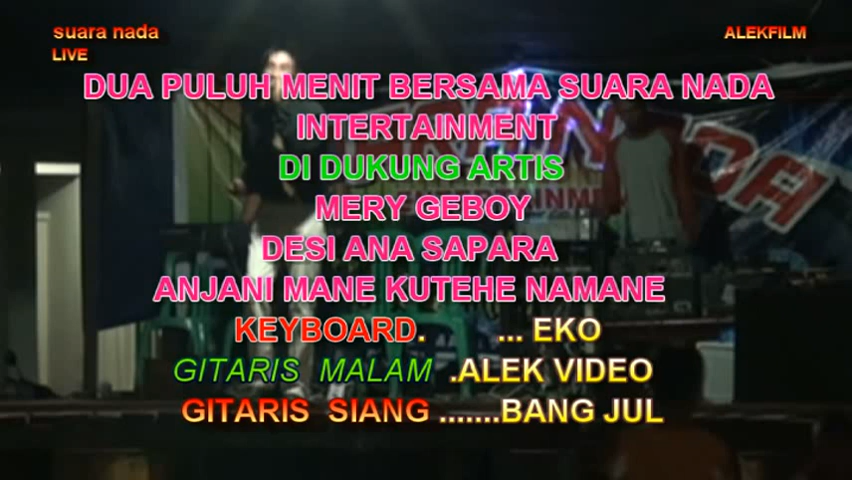 suara nada
LIVE
ALEKFILM
DUA PULUH MENIT BERSAMA SUARA NADA
INTERTAINMENT
DI DUKUNG ARTIS
MERY GEBOY
DESI ANA SAPARA
ANJANI MANE KUTEHE NAMANE
KEYBOARD. ... EKO
GITARIS MALAM .ALEK VIDEO
GITARIS SIANG .......BANG JUL